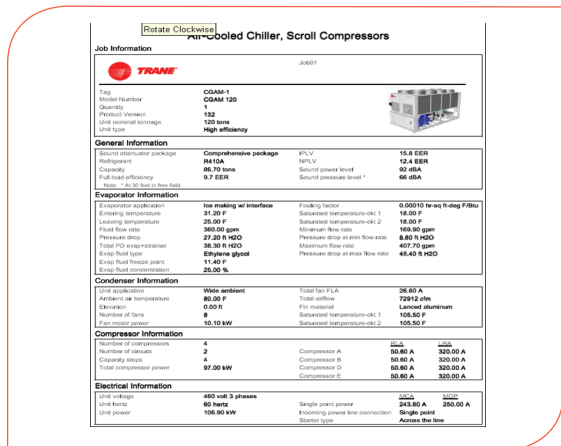 Rotate Clockwise
Air-Cooled Chiller, Scroll Compressors
Job Information
TRANE
Job01
Tag CGAM-1
Model Number CGAM 120
Quantity 1
Product Version 132
Unit nominal tonnage 120 tons
Unit type High efficiency
General Information
Sound attenuator package Comprehensive package IPLV 15.8 EER
Refrigerant R410A NPLV 12.4 EER
Capacity 86.70 tons Sound power level 92 dBA
Full load efficiency 9.7 EER Sound pressure level * 66 dBA
Note: * At 30 feet in free field.
Evaporator Information
Evaporator application Ice making w/ interface Fouling factor 0.00010 hr-sq ft-deg F/Btu
Entering temperature 31.20 F Saturated temperature-ckt 1 18.00 F
Leaving temperature 25.00 F Saturated temperature-ckt 2 18.00 F
Fluid flow rate 360.00 gpm Minimum flow rate 169.90 gpm
Pressure drop 27.20 ft H2O Pressure drop at min flow rate 8.80 ft H2O
Total PD evap+strainer 38.30 ft H2O Maximum flow rate 407.70 gpm
Evap fluid type Ethylene glycol Pressure drop at max flow rate 48.40 ft H2O
Evap fluid freeze point 11.40 F
Evap fluid concentration 25.00 %
Condenser Information
Unit application Wide ambient Total fan FLA 26.60 A
Ambient air temperature 80.00 F Total airflow 72912 cfm
Elevation 0.00 ft Fin material Lanced aluminum
Number of fans 8 Saturated temperature-ckt 1 105.50 F
Fan meter power 10.10 kW Saturated temperature-ckt 2 105.50 F
Compressor Information
Number of compressors 4 RLA LRA
Number of circuits 2 Compressor A 50.60 A 320.00 A
Capacity steps 4 Compressor B 50.60 A 320.00 A
Total compressor power 97.00 kW Compressor D 50.60 A 320.00 A
Compressor E 50.60 A 320.00 A
Electrical Information
Unit voltage 460 volt 3 phases MCA MOP
Unit hertz 60 hertz Single point power 243.60 A 250.00 A
Unit power 106.90 kW Incoming power line connection Single point
Starter type Across the line